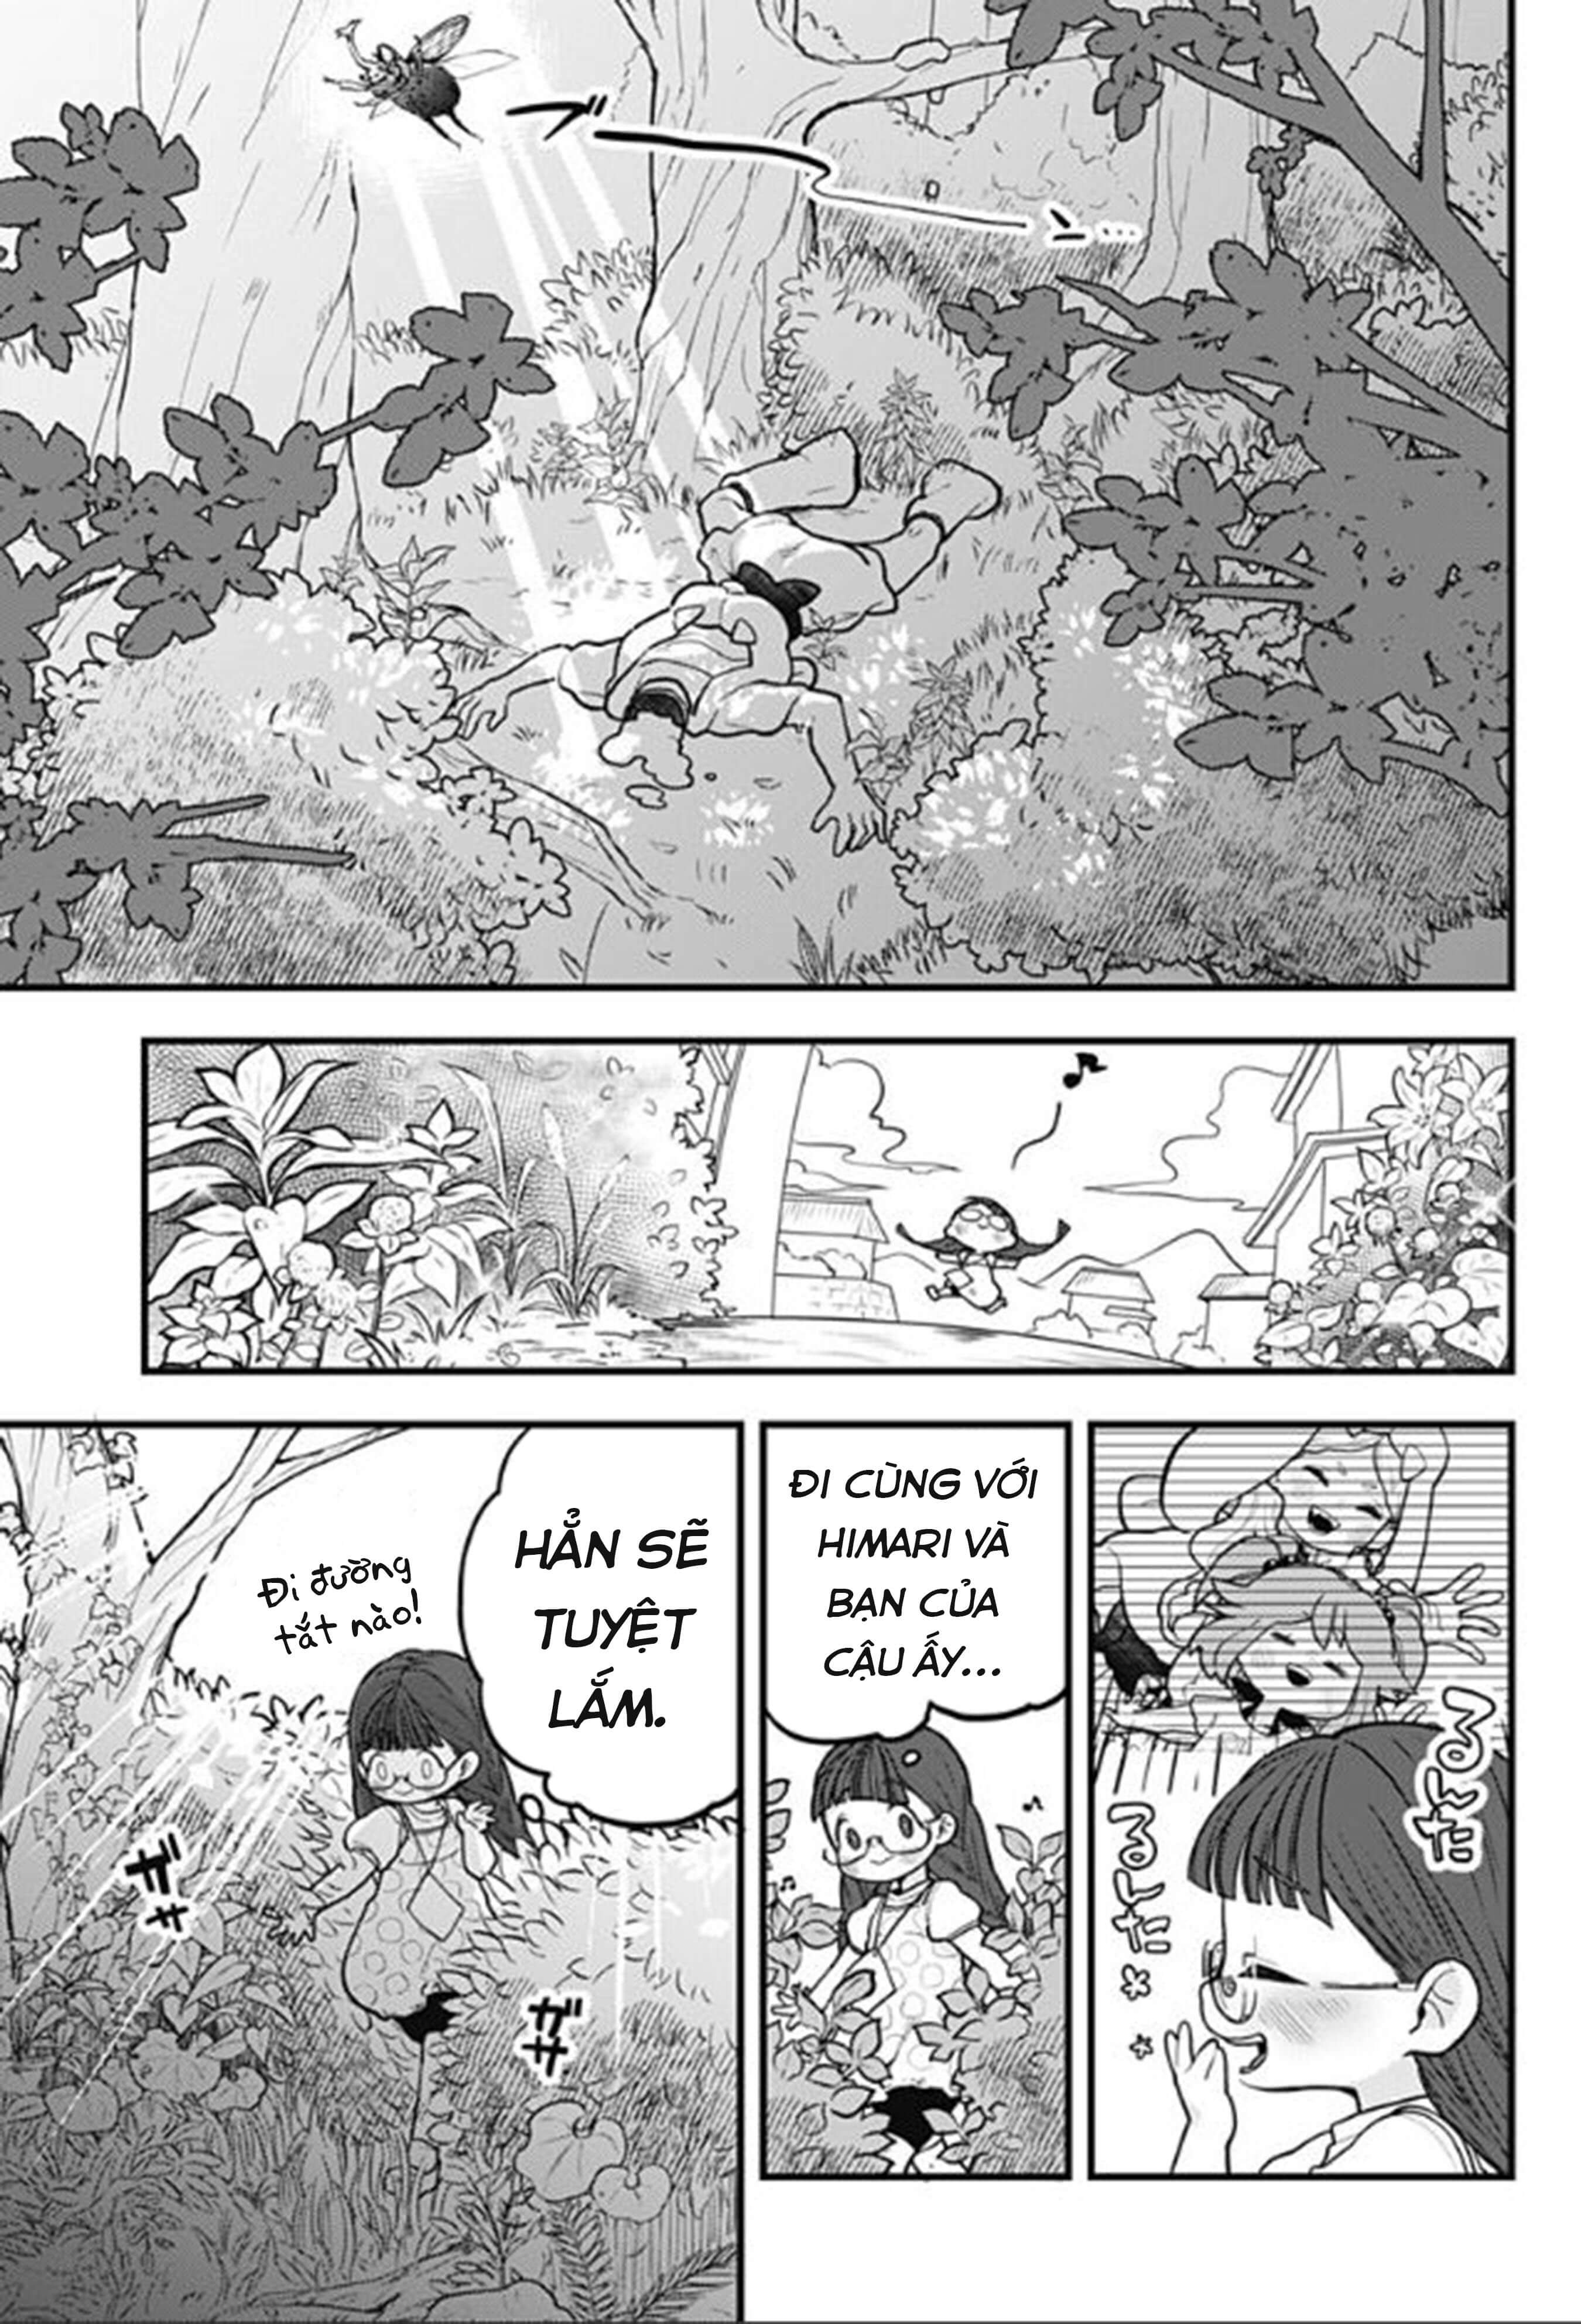 ブ
ン…
♪
るんた
るんた
ĐI CÙNG VỚI
HIMARI VÀ
BẠN CỦA
CẬU ẤY...
HẲN SẼ
TUYỆT
LẮM.
Đi đường
tắt nào!
ガサ
ガサ